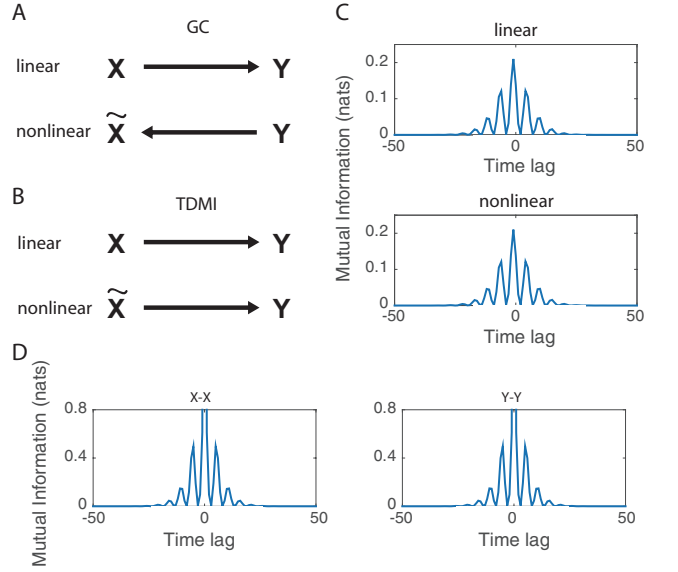 A
GC
linear X Y
nonlinear X̃ Y
B
TDMI
linear X Y
nonlinear X̃ Y
C
linear
0.2
0.1
0
-50 0 50
Time lag
nonlinear
0.2
0.1
0
-50 0 50
Time lag
Mutual Information (nats)
D
X-X
0.8
0.4
0
-50 0 50
Time lag
Mutual Information (nats)
Y-Y
0.8
0.4
0
-50 0 50
Time lag